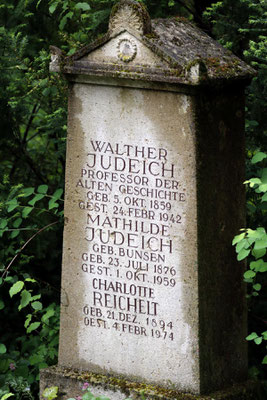 WALTHER
JUDEICH
PROFESSOR DER
ALTEN GESCHICHTE
GEB. 5. OKT. 1859
GEST. 24. FEBR. 1942
MATHILDE
JUDEICH
GEB. BUNSEN
GEB. 23. JULI 1876
GEST. 1. OKT. 1959
CHARLOTTE
REICHELT
GEB. 21. DEZ. 1894
GEST. 4. FEBR. 1974